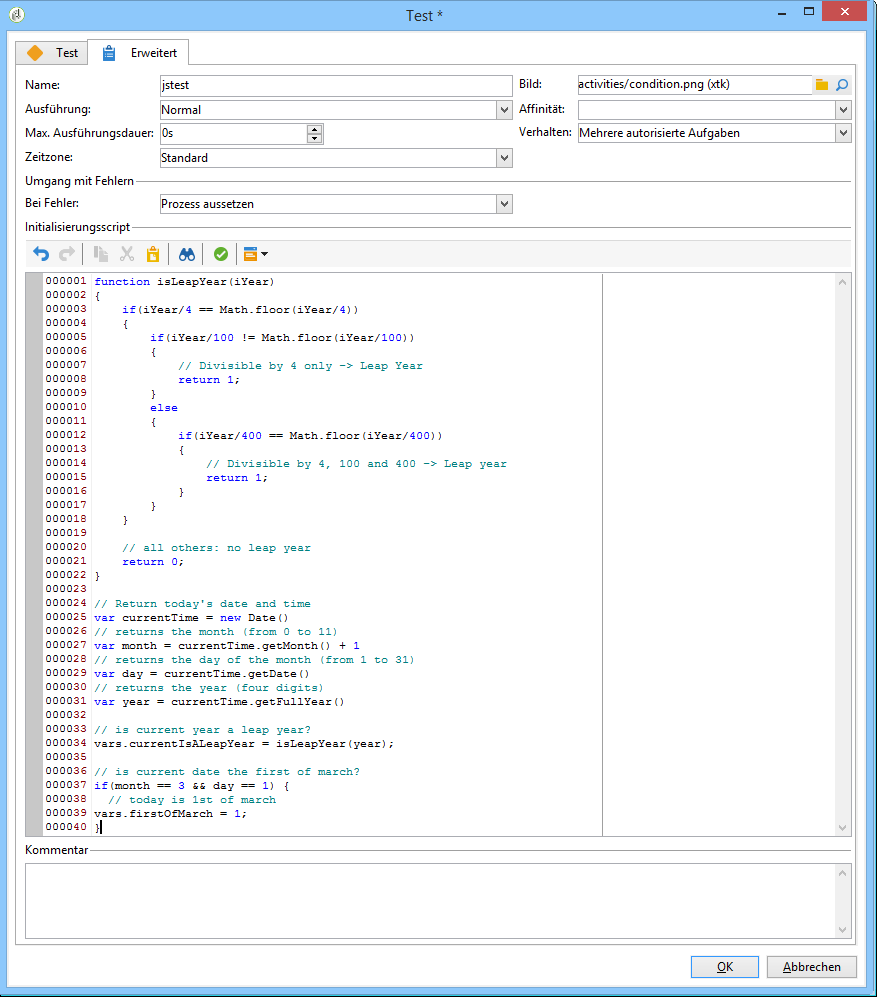 Test *
Test Erweitert
Name: jstest Bild: activities/condition.png (xtk)
Ausführung: Normal Affinität:
Max. Ausführungsdauer: 0s Verhalten: Mehrere autorisierte Aufgaben
Zeitzone: Standard
Umgang mit Fehlern
Bei Fehler: Prozess aussetzen
Initialisierungsscript
000001 function isLeapYear(iYear)
000002 {
000003     if(iYear/4 == Math.floor(iYear/4))
000004     {
000005         if(iYear/100 != Math.floor(iYear/100))
000006         {
000007             // Divisible by 4 only -> Leap Year
000008             return 1;
000009         }
000010         else
000011         {
000012             if(iYear/400 == Math.floor(iYear/400))
000013             {
000014                 // Divisible by 4, 100 and 400 -> Leap year
000015                 return 1;
000016             }
000017         }
000018     }
000019
000020     // all others: no leap year
000021     return 0;
000022 }
000023
000024 // Return today's date and time
000025 var currentTime = new Date()
000026 // returns the month (from 0 to 11)
000027 var month = currentTime.getMonth() + 1
000028 // returns the day of the month (from 1 to 31)
000029 var day = currentTime.getDate()
000030 // returns the year (four digits)
000031 var year = currentTime.getFullYear()
000032
000033 // is current year a leap year?
000034 vars.currentIsALeapYear = isLeapYear(year);
000035
000036 // is current date the first of march?
000037 if(month == 3 && day == 1) {
000038   // today is 1st of march
000039 vars.firstOfMarch = 1;
000040 }
Kommentar
OK Abbrechen